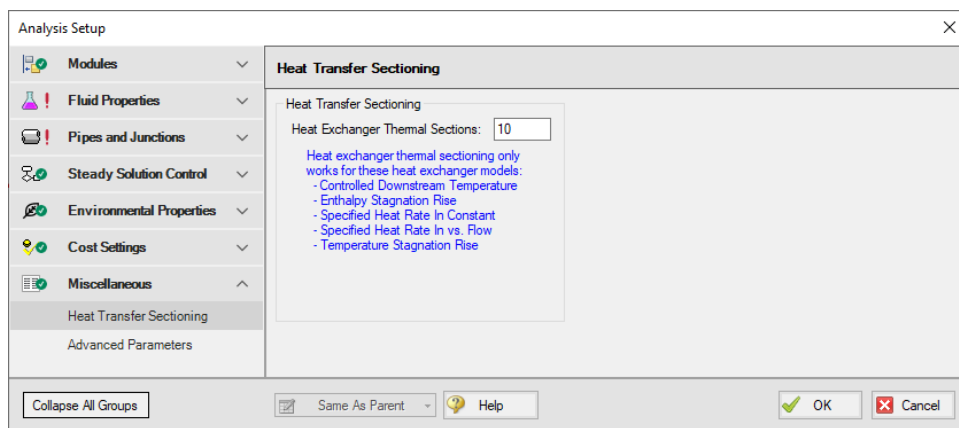 Analysis Setup
Modules
Fluid Properties
Pipes and Junctions
Steady Solution Control
Environmental Properties
Cost Settings
Miscellaneous
Heat Transfer Sectioning
Advanced Parameters
Heat Transfer Sectioning
Heat Transfer Sectioning
Heat Exchanger Thermal Sections: 10
Heat exchanger thermal sectioning only
works for these heat exchanger models:
- Controlled Downstream Temperature
- Enthalpy Stagnation Rise
- Specified Heat Rate In Constant
- Specified Heat Rate In vs. Flow
- Temperature Stagnation Rise
Collapse All Groups
Same As Parent
Help
OK
Cancel